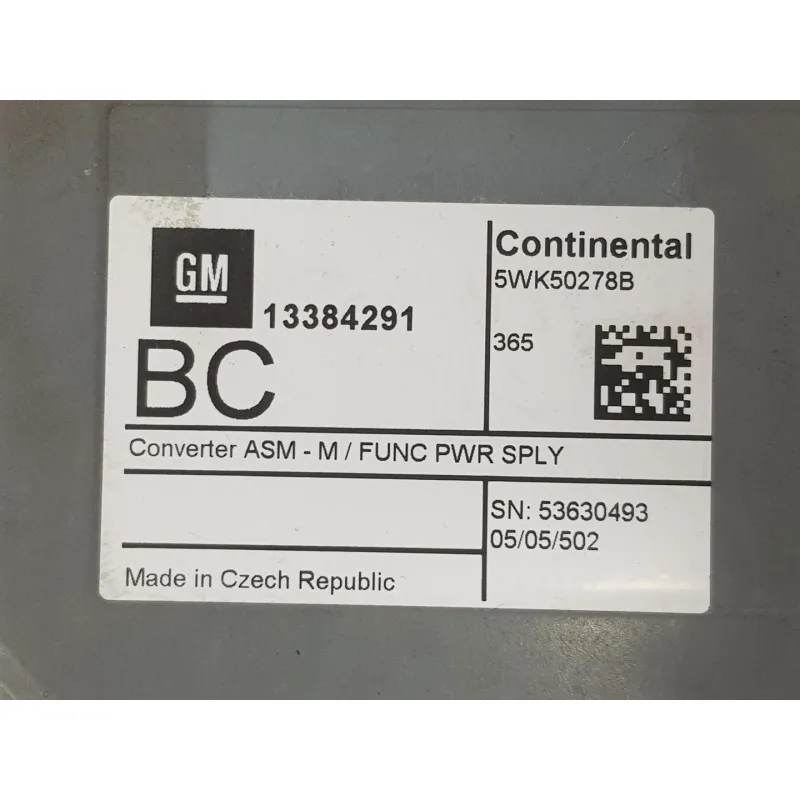 GM
13384291
BC
Continental
5WK50278B
365
Converter ASM - M / FUNC PWR SPLY
SN: 53630493
05/05/502
Made in Czech Republic